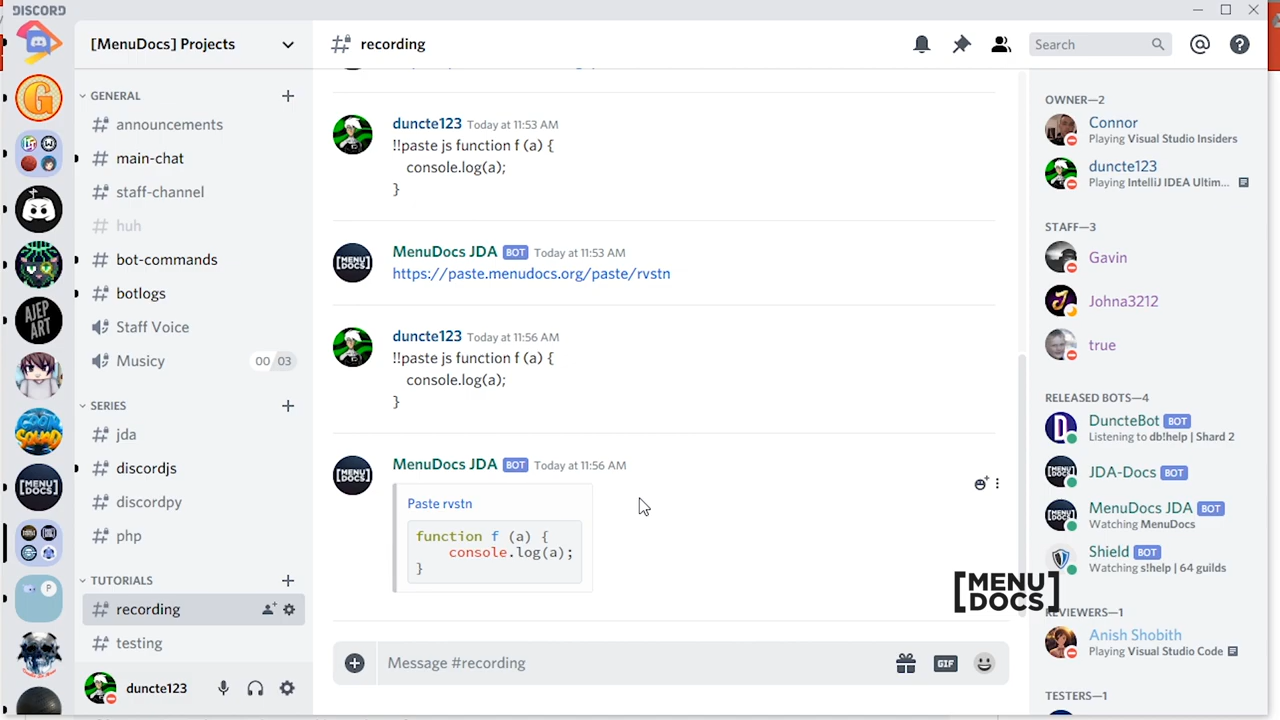 DISCORD
[MenuDocs] Projects
GENERAL
announcements
main-chat
staff-channel
huh
bot-commands
botlogs
Staff Voice
Musicy
00 03
SERIES
jda
discordjs
discordpy
php
TUTORIALS
recording
testing
duncte123
recording
Search
duncte123 Today at 11:53 AM
!!paste js function f (a) {
console.log(a);
}
MenuDocs JDA BOT Today at 11:53 AM
https://paste.menudocs.org/paste/rvstn
duncte123 Today at 11:56 AM
!!paste js function f (a) {
console.log(a);
}
MenuDocs JDA BOT Today at 11:56 AM
Paste rvstn
function f (a) {
console.log(a);
}
Message #recording
GIF
OWNER—2
Connor
Playing Visual Studio Insiders
duncte123
Playing IntelliJ IDEA Ultim...
STAFF—3
Gavin
Johna3212
true
RELEASED BOTS—4
DuncteBot BOT
Listening to db!help | Shard 2
JDA-Docs BOT
MenuDocs JDA BOT
Watching MenuDocs
Shield BOT
Watching s!help | 64 guilds
REVIEWERS—1
Anish Shobith
Playing Visual Studio Code
TESTERS—1
[MENU
DOCS]
AJEP
ART
[MENU
DOCS]